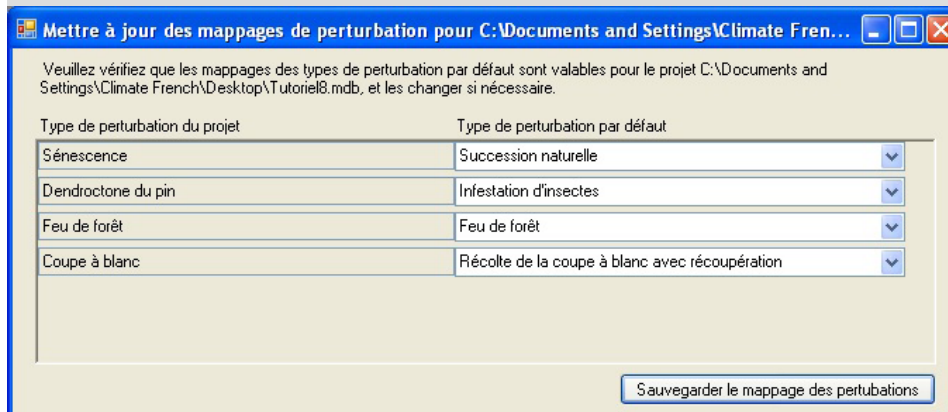 Mettre à jour des mappages de perturbation pour C:\Documents and Settings\Climate Fren...
Veuillez vérifiez que les mappages des types de perturbation par défaut sont valables pour le projet C:\Documents and
Settings\Climate French\Desktop\Tutoriel8.mdb, et les changer si nécessaire.
Type de perturbation du projet Type de perturbation par défaut
Sénescence Succession naturelle
Dendroctone du pin Infestation d'insectes
Feu de forêt Feu de forêt
Coupe à blanc Récolte de la coupe à blanc avec récoupération
Sauvegarder le mappage des pertubations